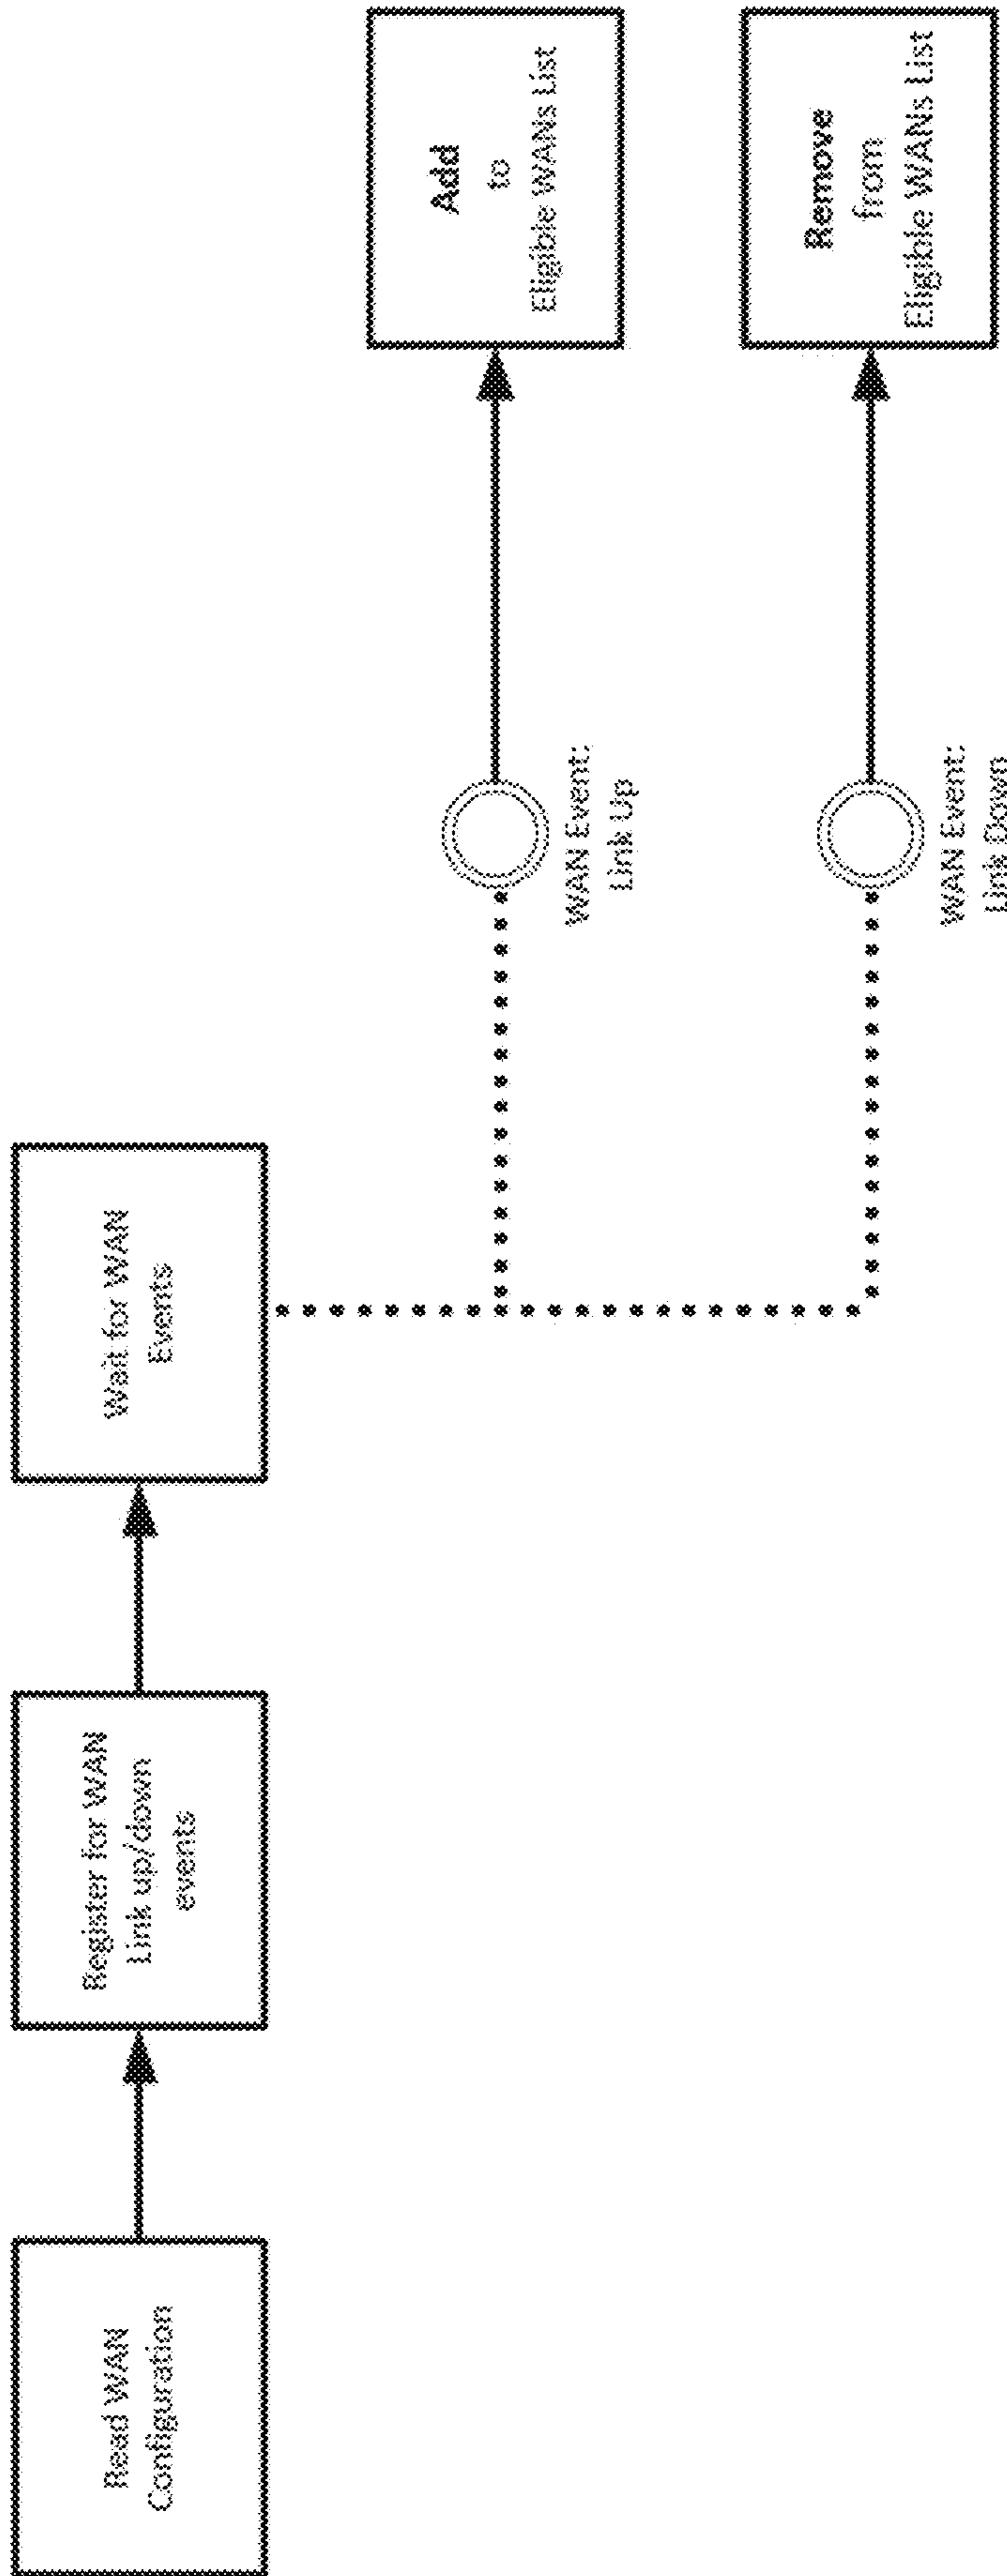 Read WAN
Configuration
Register for WAN
Link up/down
events
Wait for WAN
Events
WAN Event:
Link Up
Add
to
Eligible WANs List
WAN Event:
Link Down
Remove
from
Eligible WANs List